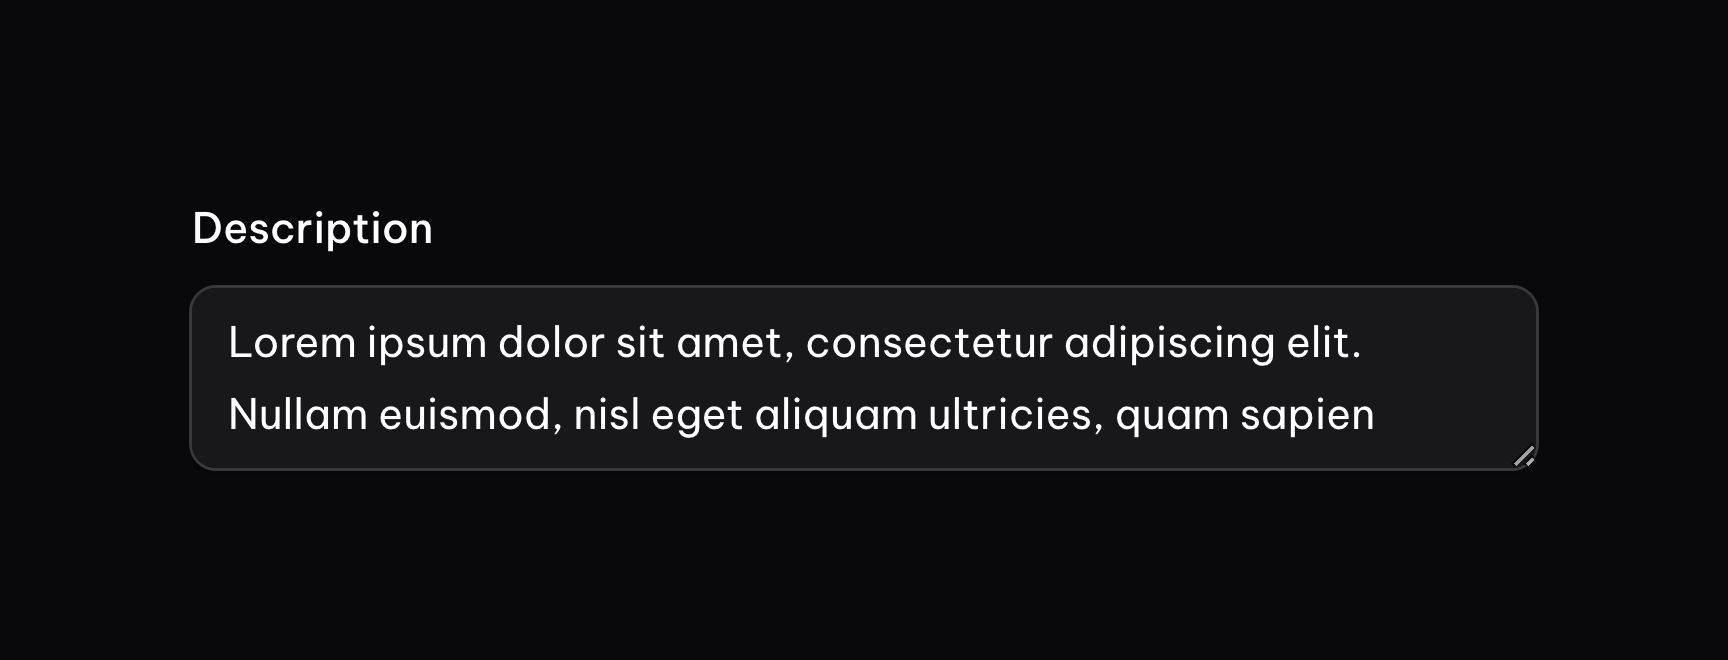 Description
Lorem ipsum dolor sit amet, consectetur adipiscing elit.
Nullam euismod, nisl eget aliquam ultricies, quam sapien